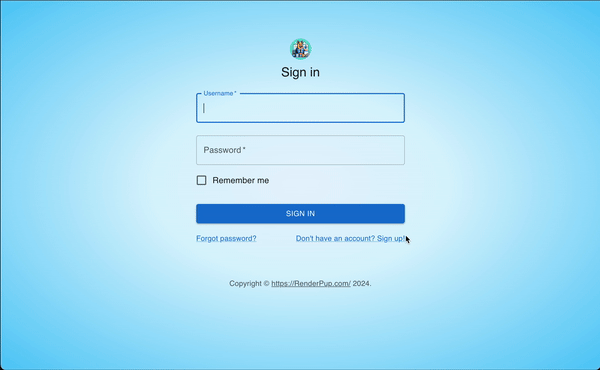 Sign in
Username *
Password *
Remember me
SIGN IN
Forgot password? Don't have an account? Sign up!
Copyright © https://RenderPup.com/ 2024.